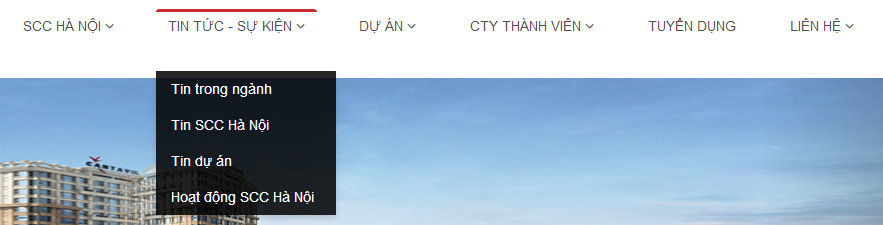 SCC HÀ NỘI TIN TỨC - SỰ KIỆN DỰ ÁN CTY THÀNH VIÊN TUYỂN DỤNG LIÊN HỆ
Tin trong ngành
Tin SCC Hà Nội
Tin dự án
Hoạt động SCC Hà Nội
CANTAVIL